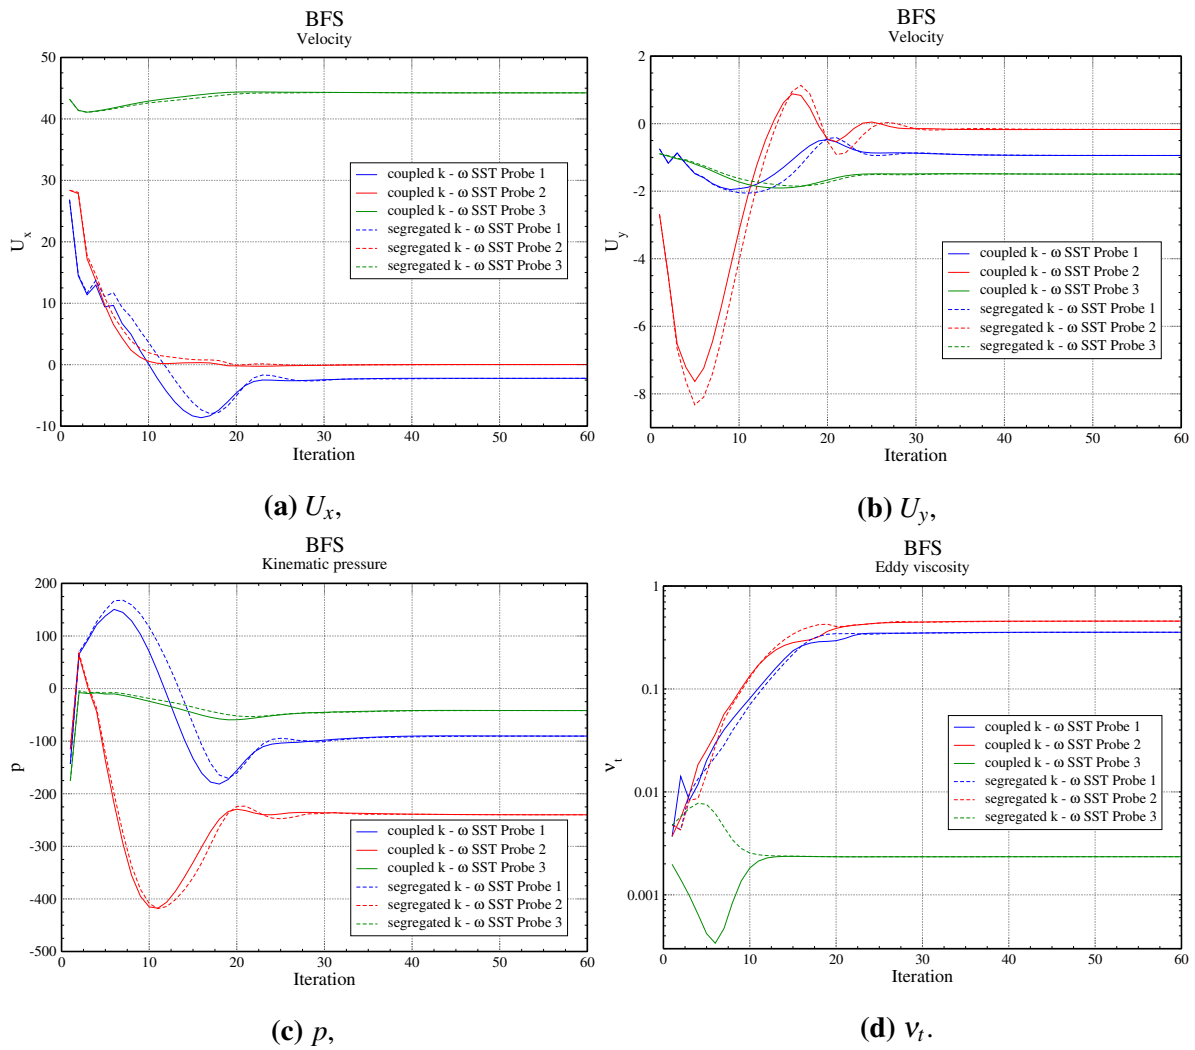 BFS
Velocity
50
40
30
20
10
0
-10
U_x
0
10
20
30
40
50
60
Iteration
coupled k - ω SST Probe 1
coupled k - ω SST Probe 2
coupled k - ω SST Probe 3
segregated k - ω SST Probe 1
segregated k - ω SST Probe 2
segregated k - ω SST Probe 3
(a) U_x,
BFS
Velocity
2
0
-2
-4
-6
-8
U_y
0
10
20
30
40
50
60
Iteration
coupled k - ω SST Probe 1
coupled k - ω SST Probe 2
coupled k - ω SST Probe 3
segregated k - ω SST Probe 1
segregated k - ω SST Probe 2
segregated k - ω SST Probe 3
(b) U_y,
BFS
Kinematic pressure
200
100
0
-100
-200
-300
-400
-500
p
0
10
20
30
40
50
60
Iteration
coupled k - ω SST Probe 1
coupled k - ω SST Probe 2
coupled k - ω SST Probe 3
segregated k - ω SST Probe 1
segregated k - ω SST Probe 2
segregated k - ω SST Probe 3
(c) p,
BFS
Eddy viscosity
1
0.1
0.01
0.001
ν_t
0
10
20
30
40
50
60
Iteration
coupled k - ω SST Probe 1
coupled k - ω SST Probe 2
coupled k - ω SST Probe 3
segregated k - ω SST Probe 1
segregated k - ω SST Probe 2
segregated k - ω SST Probe 3
(d) ν_t.